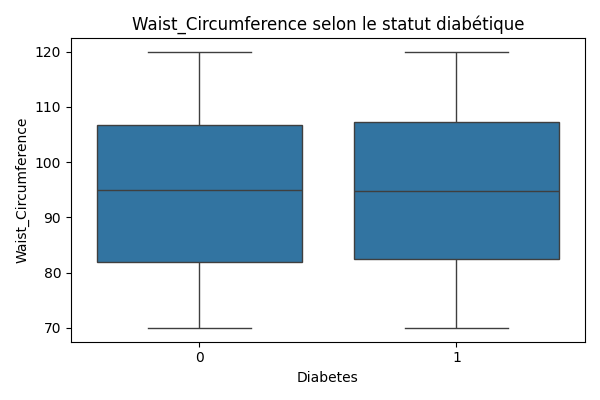 Waist_Circumference selon le statut diabétique
Waist_Circumference
120
110
100
90
80
70
0
1
Diabetes